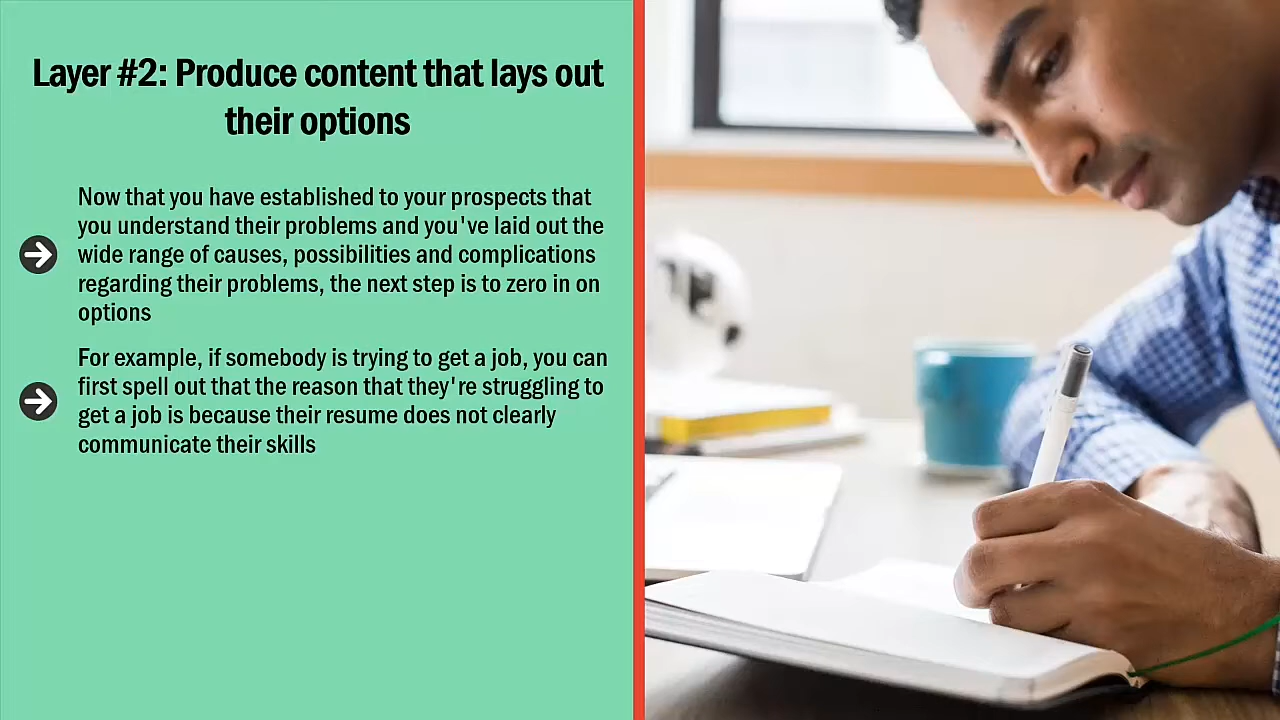 Layer #2: Produce content that lays out
their options
Now that you have established to your prospects that
you understand their problems and you've laid out the
wide range of causes, possibilities and complications
regarding their problems, the next step is to zero in on
options
For example, if somebody is trying to get a job, you can
first spell out that the reason that they're struggling to
get a job is because their resume does not clearly
communicate their skills